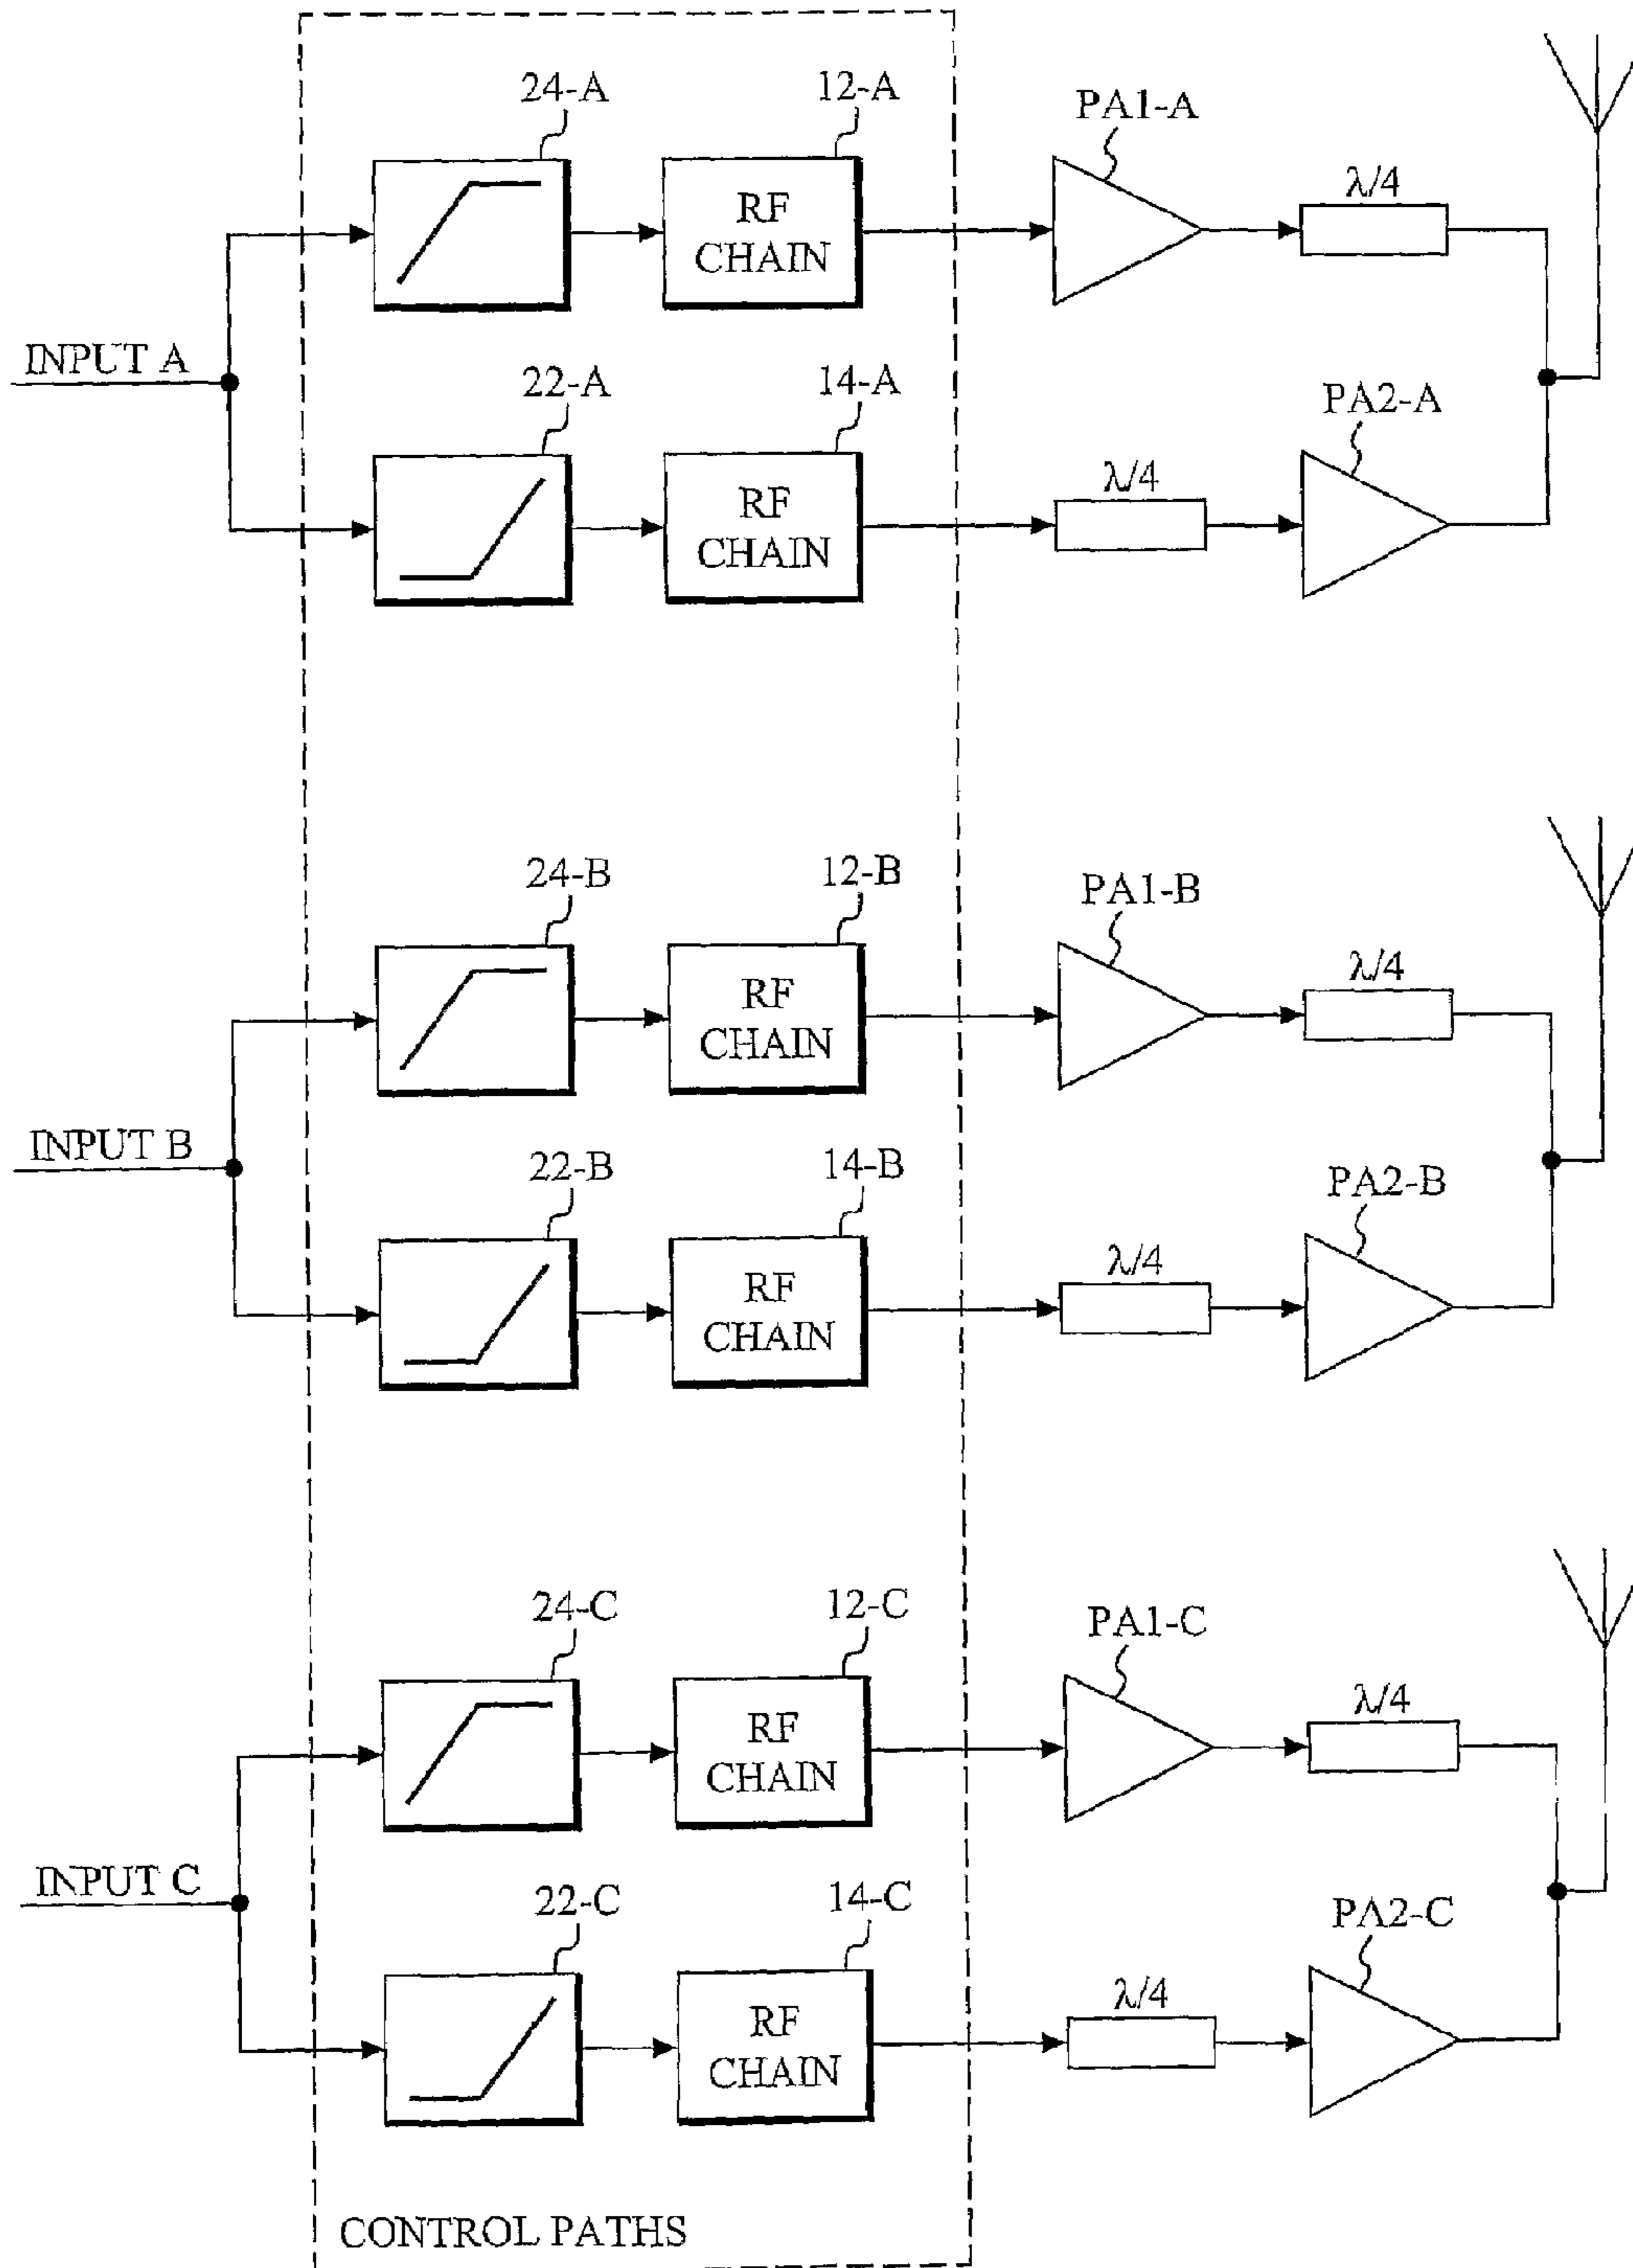 24-A
12-A
PA1-A
λ/4
RF
CHAIN
INPUT A
22-A
14-A
PA2-A
λ/4
RF
CHAIN
24-B
12-B
PA1-B
λ/4
RF
CHAIN
INPUT B
22-B
14-B
PA2-B
λ/4
RF
CHAIN
24-C
12-C
PA1-C
λ/4
RF
CHAIN
INPUT C
22-C
14-C
PA2-C
λ/4
RF
CHAIN
CONTROL PATHS